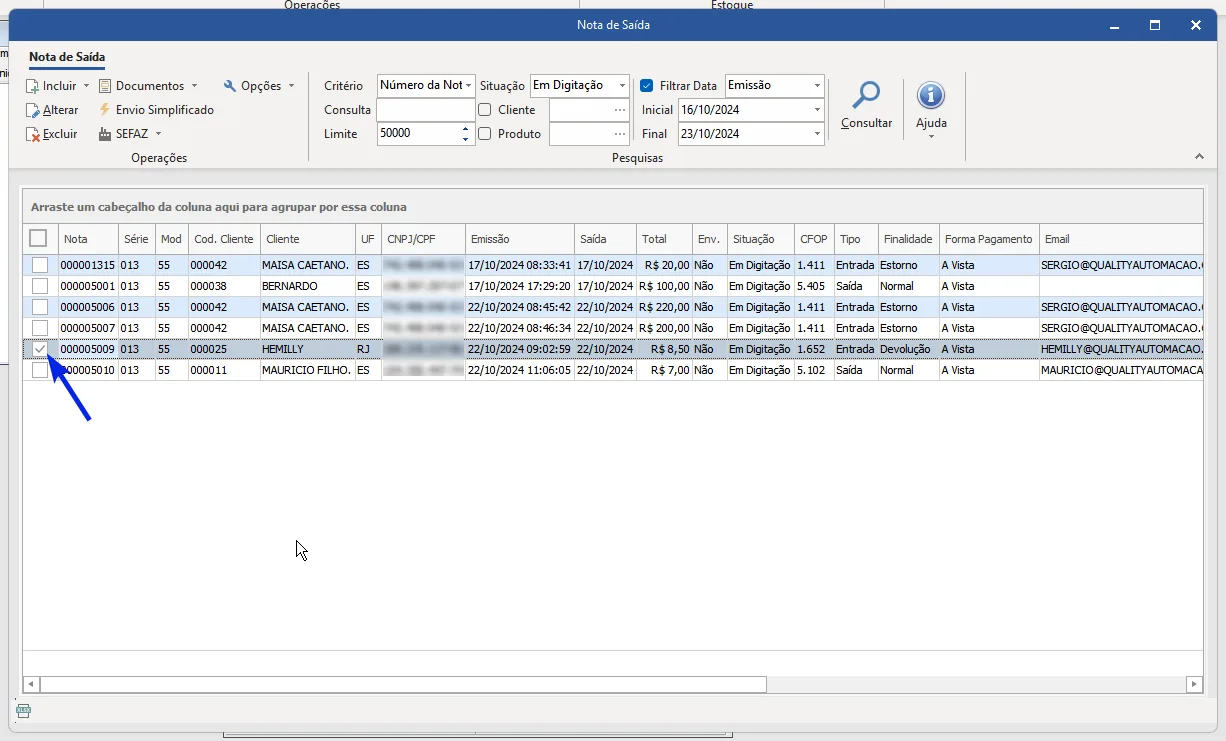 Operações Estoque
Nota de Saída
Nota de Saída
Incluir Documentos Opções Critério Número da Not Situação Em Digitação Filtrar Data Emissão
Alterar Envio Simplificado Consulta Cliente ... Inicial 16/10/2024 Consultar Ajuda
Excluir SEFAZ Limite 50000 Produto ... Final 23/10/2024
Operações Pesquisas
Arraste um cabeçalho da coluna aqui para agrupar por essa coluna
Nota Série Mod Cod. Cliente Cliente UF CNPJ/CPF Emissão Saída Total Env. Situação CFOP Tipo Finalidade Forma Pagamento Email
000001315 013 55 000042 MAISA CAETANO. ES 17/10/2024 08:33:41 17/10/2024 R$ 20,00 Não Em Digitação 1.411 Entrada Estorno A Vista SERGIO@QUALITYAUTOMACAO.
000005001 013 55 000038 BERNARDO ES 17/10/2024 17:29:20 17/10/2024 R$ 100,00 Não Em Digitação 5.405 Saída Normal A Vista
000005006 013 55 000042 MAISA CAETANO. ES 22/10/2024 08:45:42 22/10/2024 R$ 220,00 Não Em Digitação 1.411 Entrada Estorno A Vista SERGIO@QUALITYAUTOMACAO.
000005007 013 55 000042 MAISA CAETANO. ES 22/10/2024 08:46:34 22/10/2024 R$ 200,00 Não Em Digitação 1.411 Entrada Estorno A Vista SERGIO@QUALITYAUTOMACAO.
000005009 013 55 000025 HEMILLY RJ 22/10/2024 09:02:59 22/10/2024 R$ 8,50 Não Em Digitação 1.652 Entrada Devolução A Vista HEMILLY@QUALITYAUTOMACAO.
000005010 013 55 000011 MAURICIO FILHO. ES 22/10/2024 11:06:05 22/10/2024 R$ 7,00 Não Em Digitação 5.102 Saída Normal A Vista MAURICIO@QUALITYAUTOMACA